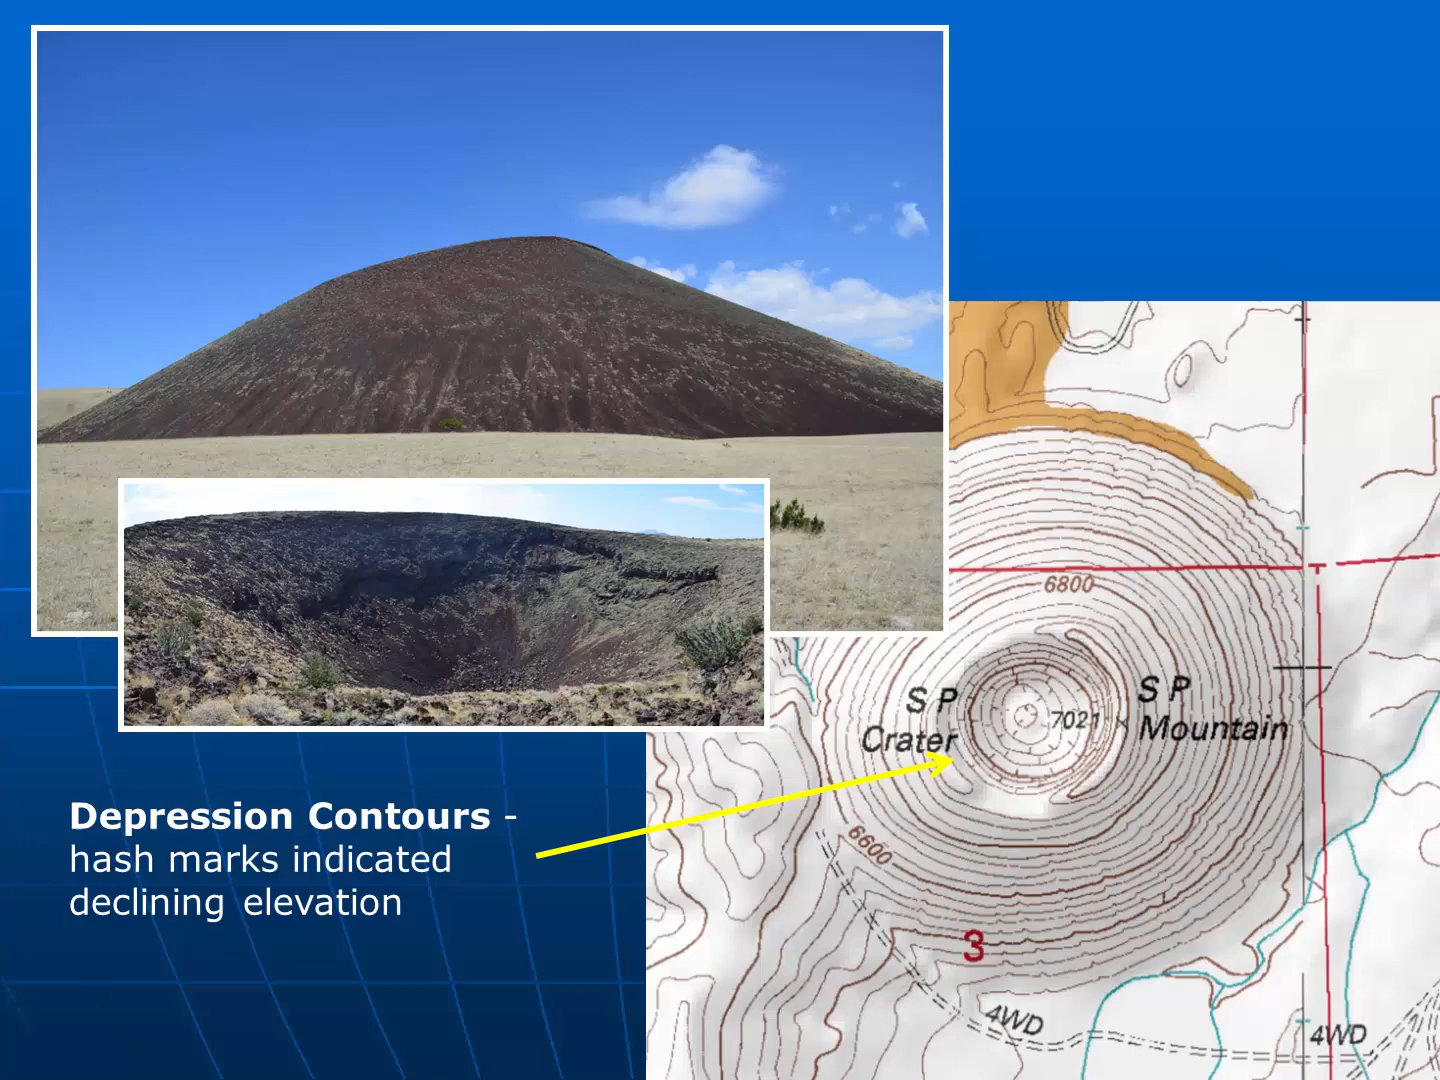 6800
S P
Crater
7021
S P
Mountain
Depression Contours -
hash marks indicated
declining elevation
6600
3
4WD
4WD